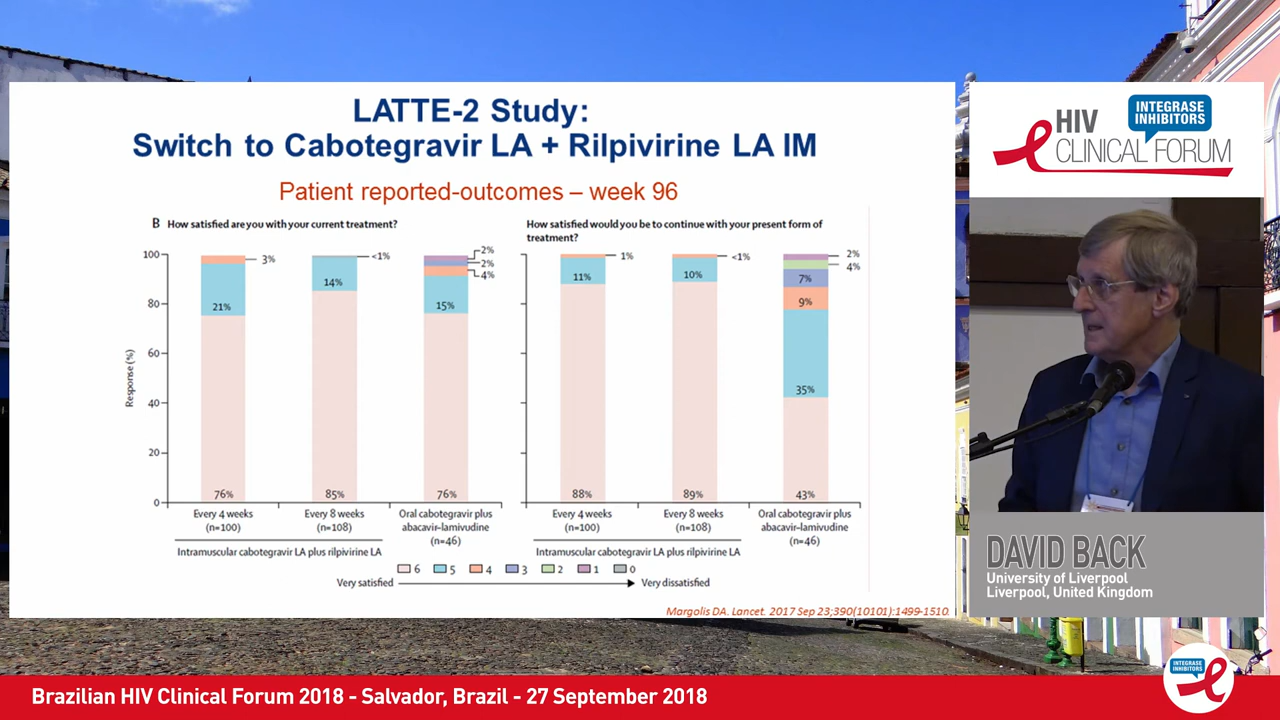 LATTE-2 Study:
Switch to Cabotegravir LA + Rilpivirine LA IM
Patient reported-outcomes – week 96
B How satisfied are you with your current treatment?
100
80
60
40
20
0
Response (%)
3%
21%
76%
<1%
14%
85%
2%
2%
4%
15%
76%
Every 4 weeks
(n=100)
Every 8 weeks
(n=108)
Oral cabotegravir plus
abacavir–lamivudine
(n=46)
Intramuscular cabotegravir LA plus rilpivirine LA
How satisfied would you be to continue with your present form of
treatment?
1%
11%
88%
<1%
10%
89%
2%
4%
7%
9%
35%
43%
Every 4 weeks
(n=100)
Every 8 weeks
(n=108)
Oral cabotegravir plus
abacavir–lamivudine
(n=46)
Intramuscular cabotegravir LA plus rilpivirine LA
6 5 4 3 2 1 0
Very satisfied Very dissatisfied
Margolis DA. Lancet. 2017 Sep 23;390(10101):1499-1510.
HIV
CLINICAL FORUM
INTEGRASE
INHIBITORS
DAVID BACK
University of Liverpool
Liverpool, United Kingdom
INTEGRASE
INHIBITORS
Brazilian HIV Clinical Forum 2018 - Salvador, Brazil - 27 September 2018